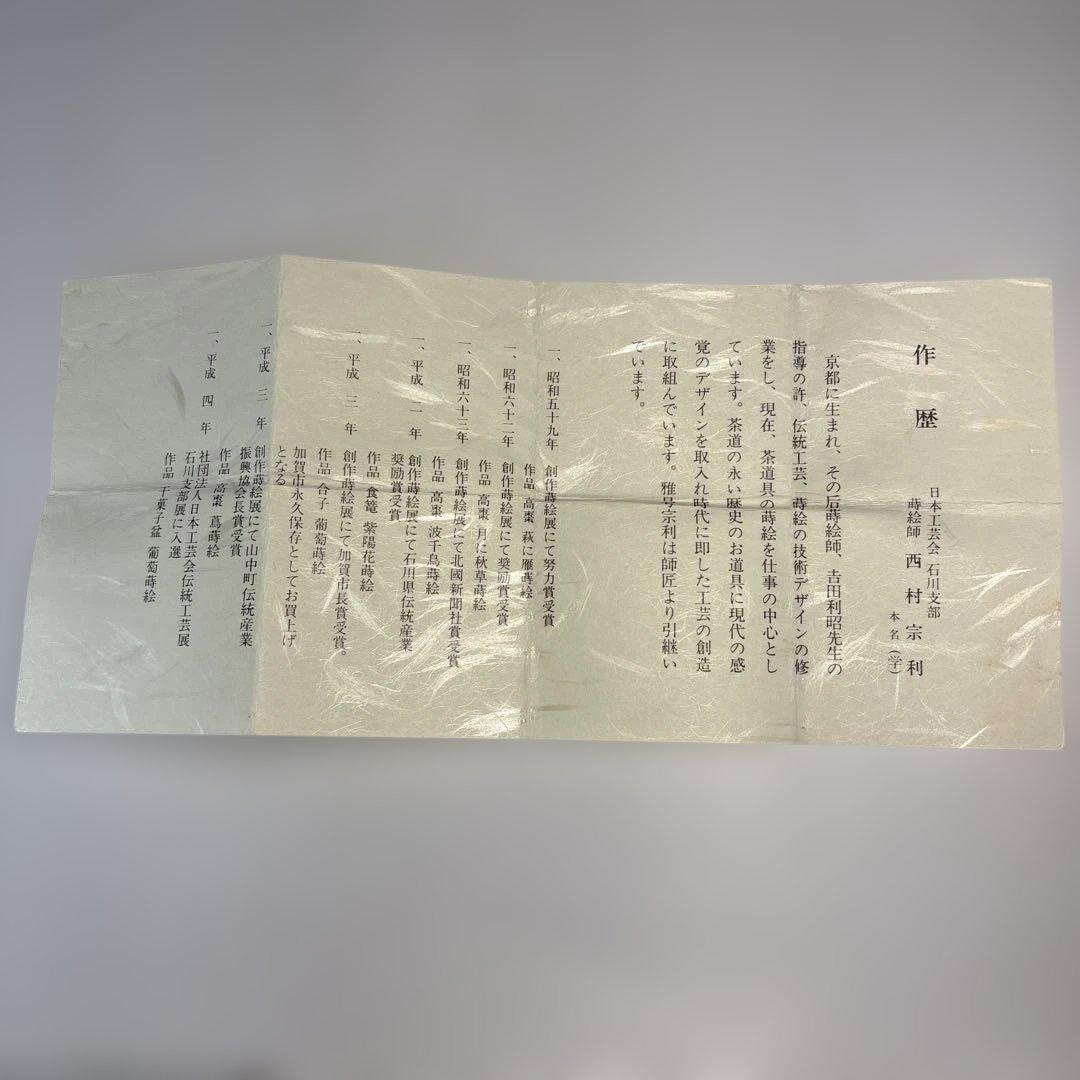 作歴
日本工芸会 石川支部
蒔絵師 西村宗利
本名(学)
京都に生まれ、その后蒔絵師、吉田利昭先生の
指導の許、伝統工芸、蒔絵の技術デザインの修
業をし、現在、茶道具の蒔絵を仕事の中心とし
ています。茶道の永い歴史のお道具に現代の感
覚のデザインを取入れ時代に即した工芸の創造
に取組んでいます。雅号宗利は師匠より引継い
でいます。
一、昭和五十九年 創作蒔絵展にて努力賞受賞
作品 高棗 萩に雁蒔絵
一、昭和六十二年 創作蒔絵展にて奨励賞受賞
作品 高棗 月に秋草蒔絵
一、昭和六十三年 創作蒔絵展にて北國新聞社賞受賞
作品 高棗 波千鳥蒔絵
一、平成 二 年 創作蒔絵展にて石川県伝統産業
奨励賞受賞
作品 食篭 紫陽花蒔絵
一、平成 三 年 創作蒔絵展にて加賀市長賞受賞。
作品 合子 葡萄蒔絵
加賀市永久保存としてお買上げ
となる
一、平成 三 年 創作蒔絵展にて山中町伝統産業
振興協会長賞受賞
作品 高棗 蔦蒔絵
一、平成 四 年 社団法人日本工芸会伝統工芸展
石川支部展に入選
作品 干菓子盆 葡萄蒔絵